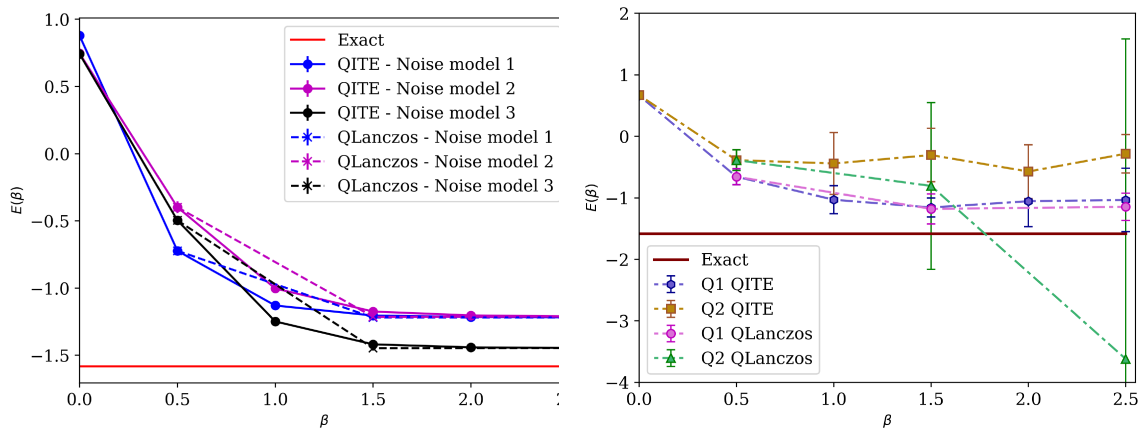 1.0
0.5
0.0
−0.5
−1.0
−1.5
E(β)
0.0 0.5 1.0 1.5 2.0 2
β
Exact
QITE - Noise model 1
QITE - Noise model 2
QITE - Noise model 3
QLanczos - Noise model 1
QLanczos - Noise model 2
QLanczos - Noise model 3
2
1
0
−1
−2
−3
−4
E(β)
0.0 0.5 1.0 1.5 2.0 2.5
β
Exact
Q1 QITE
Q2 QITE
Q1 QLanczos
Q2 QLanczos